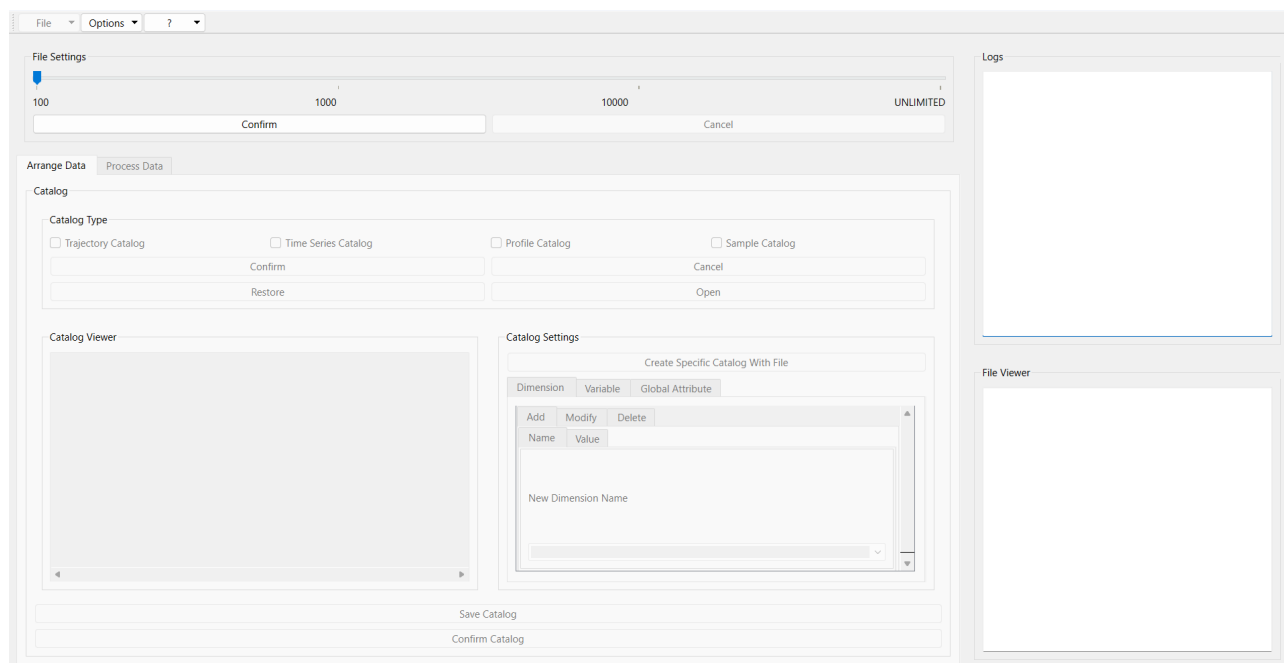 File Options ?
File Settings
100 1000 10000 UNLIMITED
Confirm Cancel
Arrange Data Process Data
Catalog
Catalog Type
Trajectory Catalog Time Series Catalog Profile Catalog Sample Catalog
Confirm Cancel
Restore Open
Catalog Viewer
Catalog Settings
Create Specific Catalog With File
Dimension Variable Global Attribute
Add Modify Delete
Name Value
New Dimension Name
Save Catalog
Confirm Catalog
Logs
File Viewer